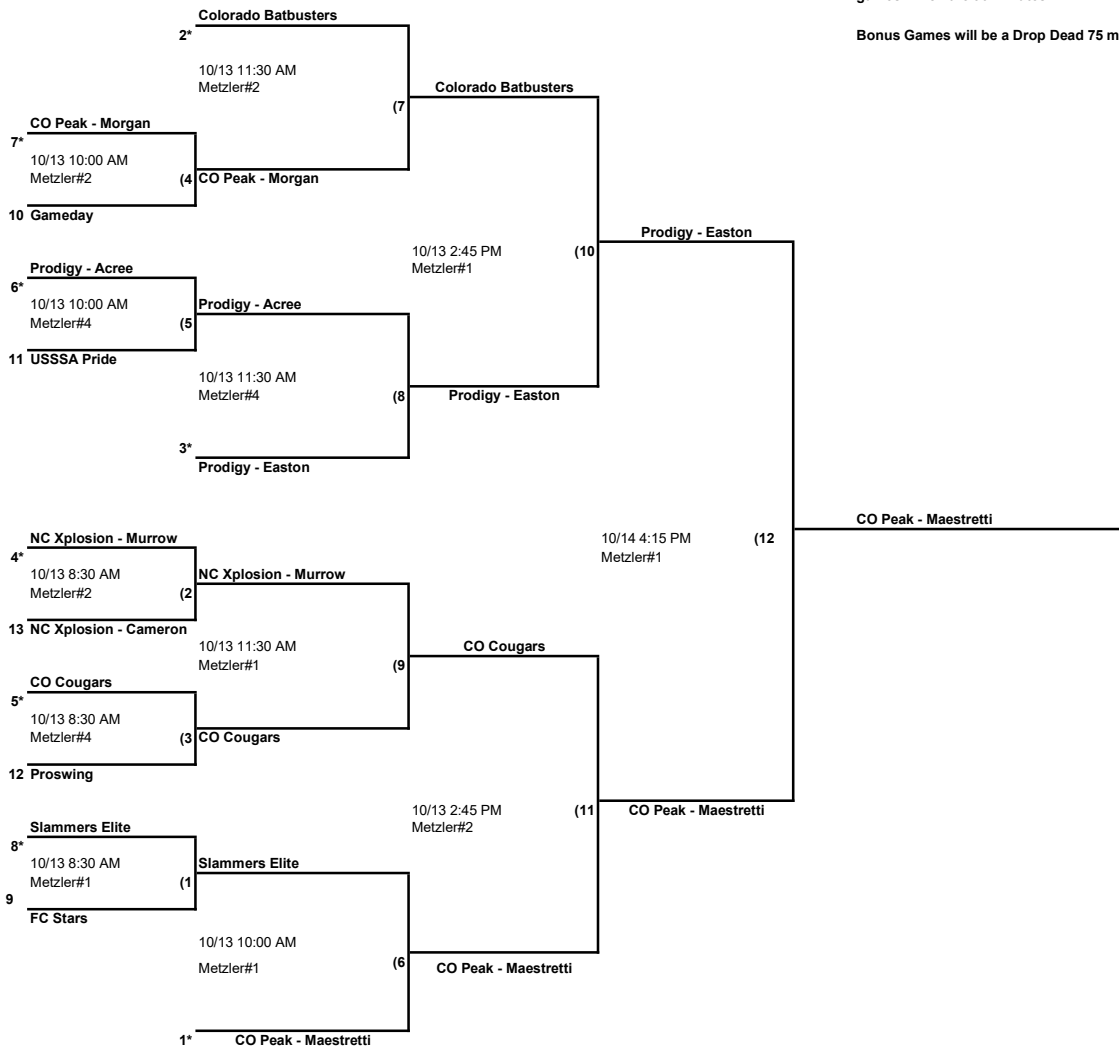 Colorado Batbusters
2*
Bonus Games will be a Drop Dead 75 m
10/13 11:30 AM
Metzler#2
Colorado Batbusters
(7
CO Peak - Morgan
7*
10/13 10:00 AM
Metzler#2
(4 CO Peak - Morgan
10 Gameday
Prodigy - Easton
10/13 2:45 PM
Metzler#1
(10
Prodigy - Acree
6*
10/13 10:00 AM
Metzler#4
(5
Prodigy - Acree
11 USSSA Pride
10/13 11:30 AM
Metzler#4
(8
Prodigy - Easton
3*
Prodigy - Easton
CO Peak - Maestretti
10/14 4:15 PM
Metzler#1
(12
NC Xplosion - Murrow
4*
10/13 8:30 AM
Metzler#2
(2
NC Xplosion - Murrow
13 NC Xplosion - Cameron
10/13 11:30 AM
Metzler#1
(9
CO Cougars
CO Cougars
5*
10/13 8:30 AM
Metzler#4
(3 CO Cougars
12 Proswing
10/13 2:45 PM
Metzler#2
(11
CO Peak - Maestretti
Slammers Elite
8*
10/13 8:30 AM
Metzler#1
(1
Slammers Elite
9
FC Stars
10/13 10:00 AM
Metzler#1
(6
CO Peak - Maestretti
1*
CO Peak - Maestretti